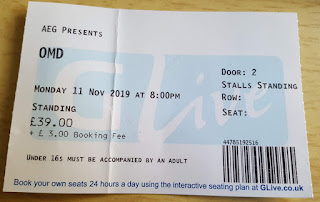 AEG PRESENTS
OMD
DOOR: 2
MONDAY 11 NOV 2019 AT 8:00PM
STALLS STANDING
ROW:
STANDING
SEAT:
£39.00
+ £ 3.00 Booking Fee
44785192516
UNDER 16S MUST BE ACCOMPANIED BY AN ADULT
Book your own seats 24 hours a day using the interactive seating plan at GLive.co.uk
G Live